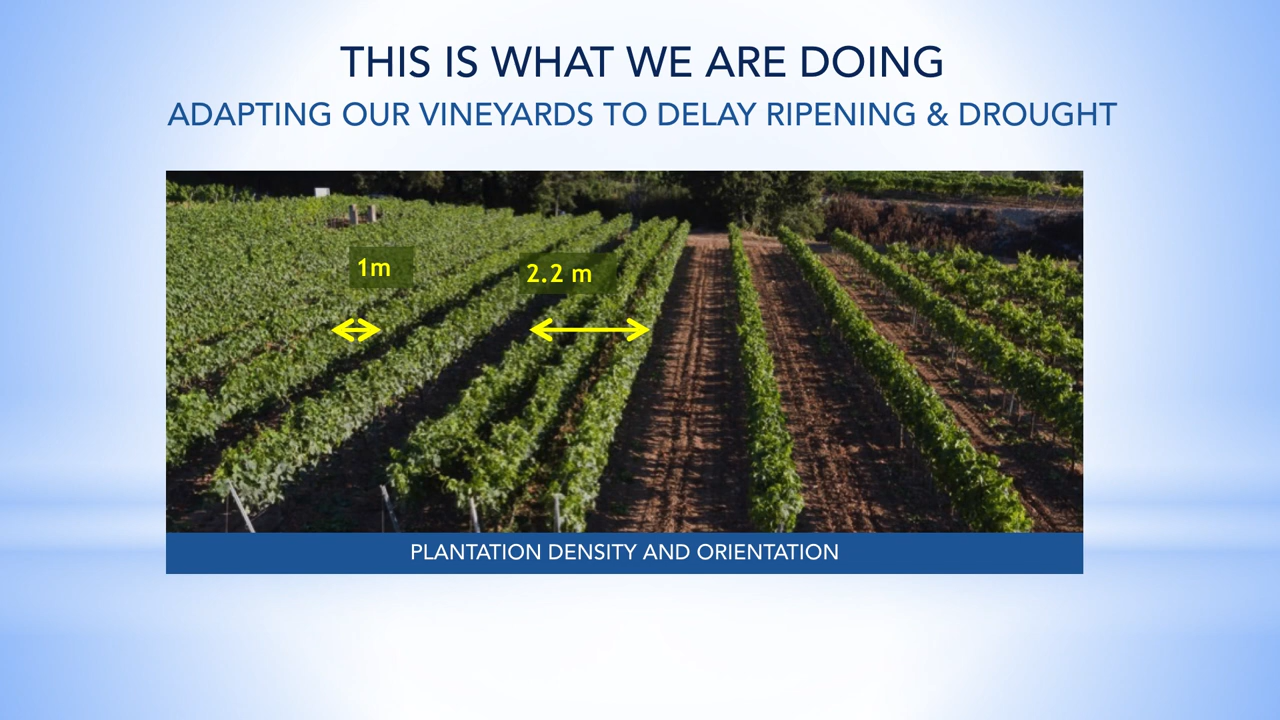 THIS IS WHAT WE ARE DOING
ADAPTING OUR VINEYARDS TO DELAY RIPENING & DROUGHT
1m
2.2 m
PLANTATION DENSITY AND ORIENTATION